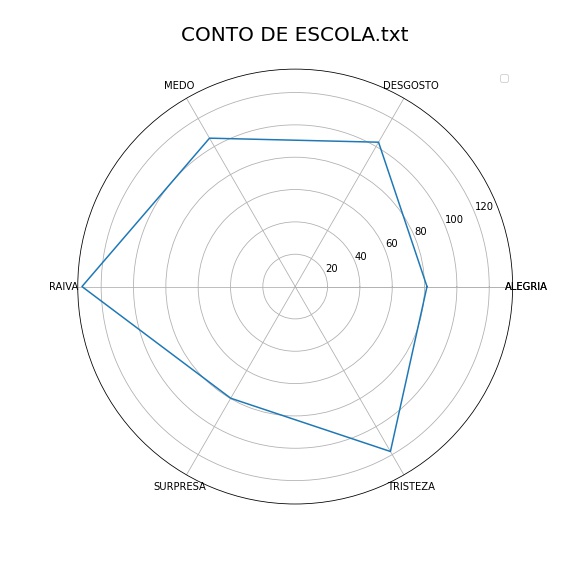 CONTO DE ESCOLA.txt
MEDO
DESGOSTO
120
100
80
60
40
20
RAIVA
ALEGRIA
SURPRESA
TRISTEZA